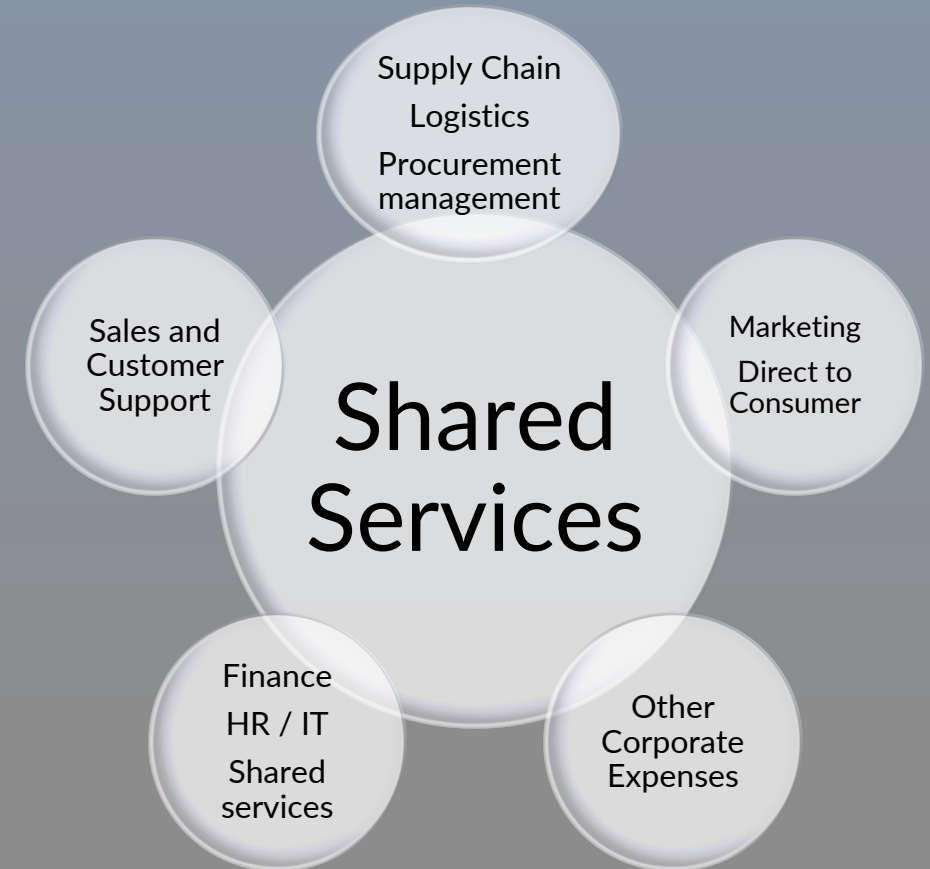 Supply Chain
Logistics
Procurement
management
Sales and
Customer
Support
Marketing
Direct to
Consumer
Shared
Services
Finance
HR / IT
Shared
services
Other
Corporate
Expenses